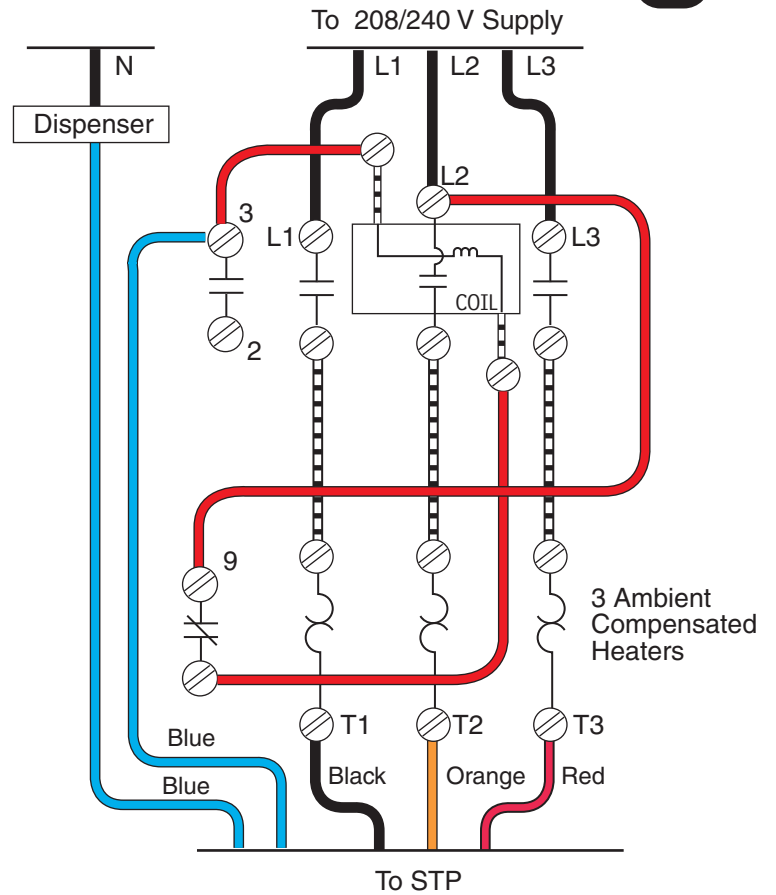 To 208/240 V Supply
N
L1
L2
L3
Dispenser
L2
3
L1
L3
COIL
2
9
3 Ambient
Compensated
Heaters
T1
T2
T3
Blue
Black
Orange
Red
Blue
To STP